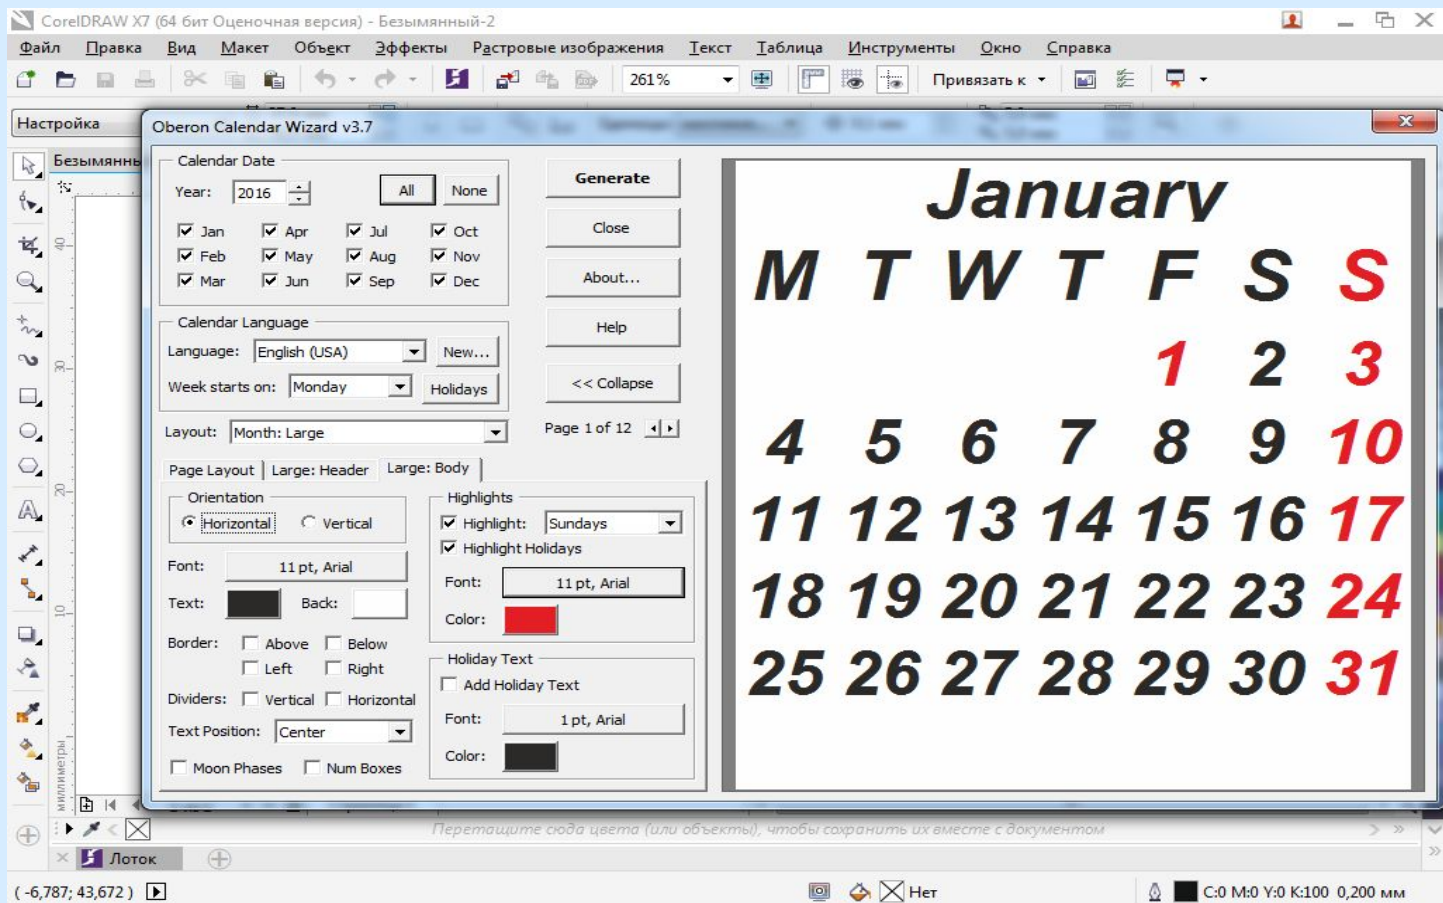 CorelDRAW X7 (64 бит Оценочная версия) - Безымянный-2
Файл Правка Вид Макет Объект Эффекты Растровые изображения Текст Таблица Инструменты Окно Справка
261% Привязать к
Настройка
Безымяннь
Oberon Calendar Wizard v3.7
Calendar Date
Year: 2016 All None
Jan Apr Jul Oct
Feb May Aug Nov
Mar Jun Sep Dec
Calendar Language
Language: English (USA) New...
Week starts on: Monday Holidays
Layout: Month: Large
Generate
Close
About...
Help
<< Collapse
Page 1 of 12
Page Layout Large: Header Large: Body
Orientation
Horizontal Vertical
Font: 11 pt, Arial
Text: Back:
Border: Above Below
Left Right
Dividers: Vertical Horizontal
Text Position: Center
Moon Phases Num Boxes
Highlights
Highlight: Sundays
Highlight Holidays
Font: 11 pt, Arial
Color:
Holiday Text
Add Holiday Text
Font: 1 pt, Arial
Color:
January
M T W T F S S
1 2 3
4 5 6 7 8 9 10
11 12 13 14 15 16 17
18 19 20 21 22 23 24
25 26 27 28 29 30 31
40
30
20
10
миллиметры
Перетащите сюда цвета (или объекты), чтобы сохранить их вместе с документом
Лоток
( -6,787; 43,672 ) Нет C:0 M:0 Y:0 K:100 0,200 мм